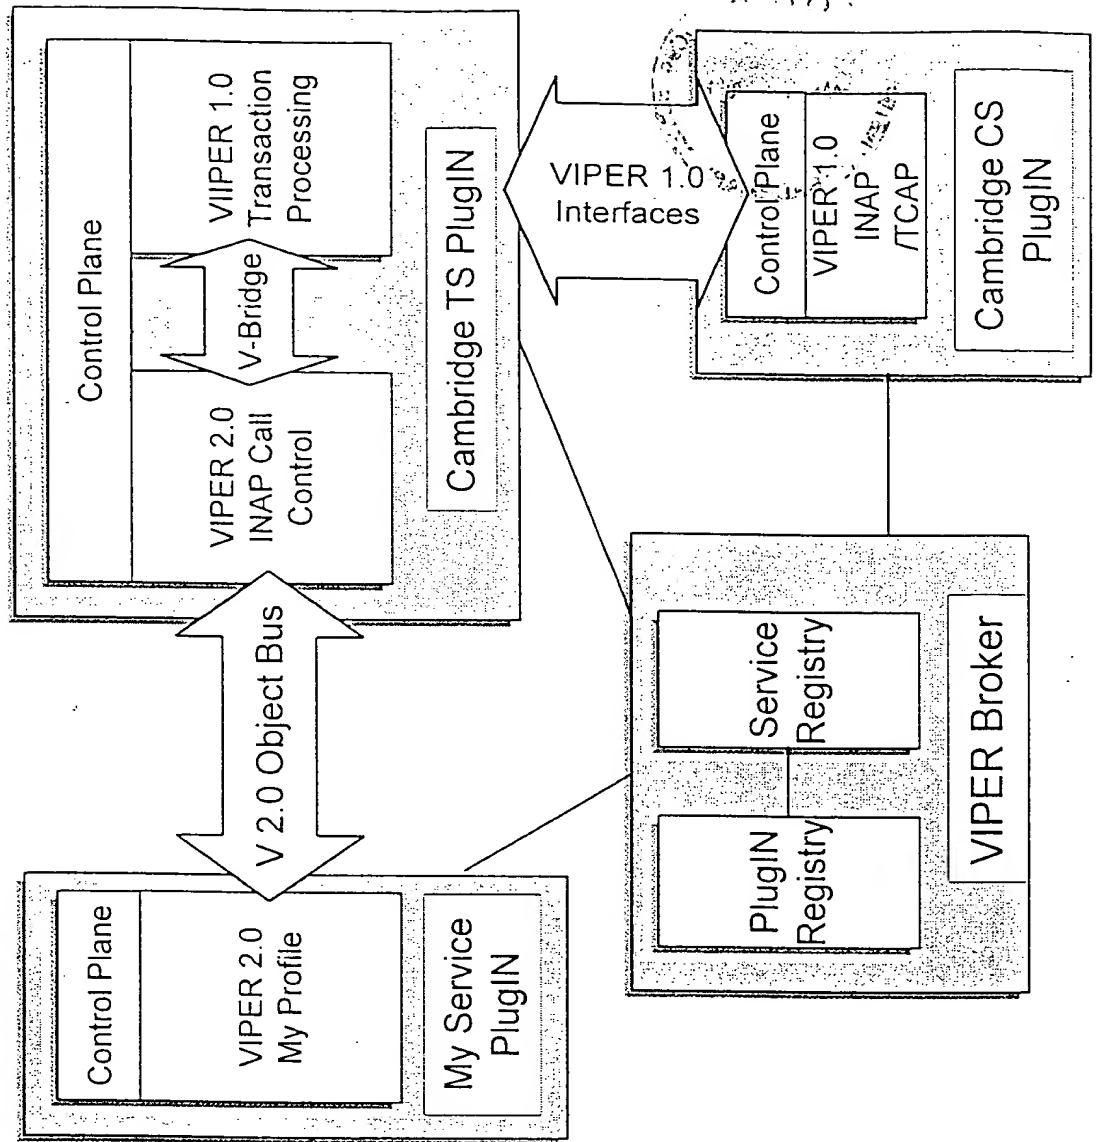 Control Plane
VIPER 2.0
My Profile
My Service
PlugIN
V 2.0 Object Bus
Control Plane
VIPER 2.0
INAP Call
Control
V-Bridge
VIIPER 1.0
Transaction
Processing
Cambridge TS PlugIN
VIPER 1.0
Interfaces
Control Plane
VIPER 1.0
INAP
/TCAP
Cambridge CS
PlugIN
PlugIN
Registry
Service
Registry
VIPER Broker